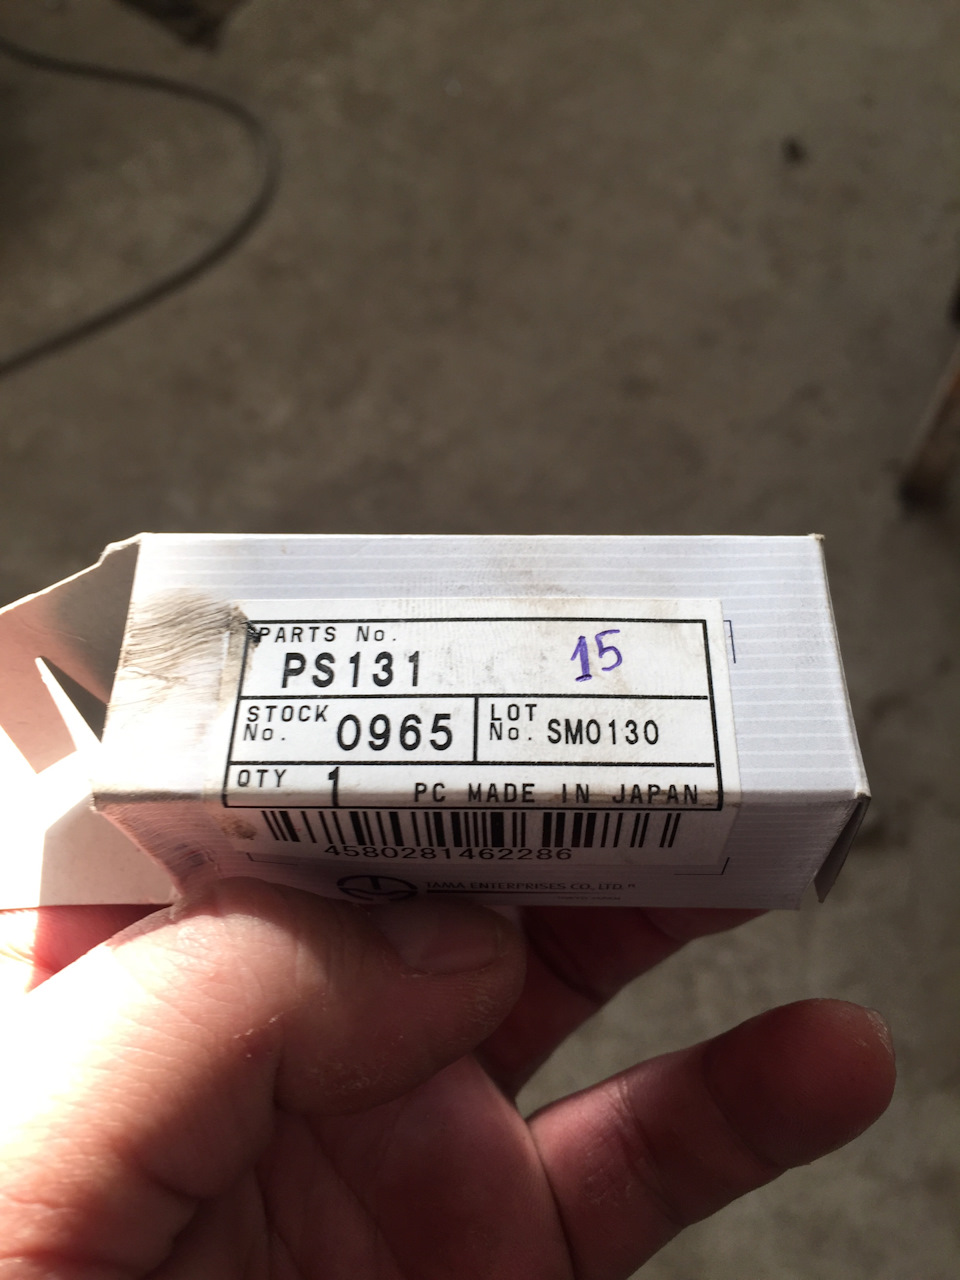 PARTS No.
PS131 15
STOCK No. 0965 LOT No. SM0130
QTY 1 PC MADE IN JAPAN
4580281462286
TAMA ENTERPRISES CO., LTD.